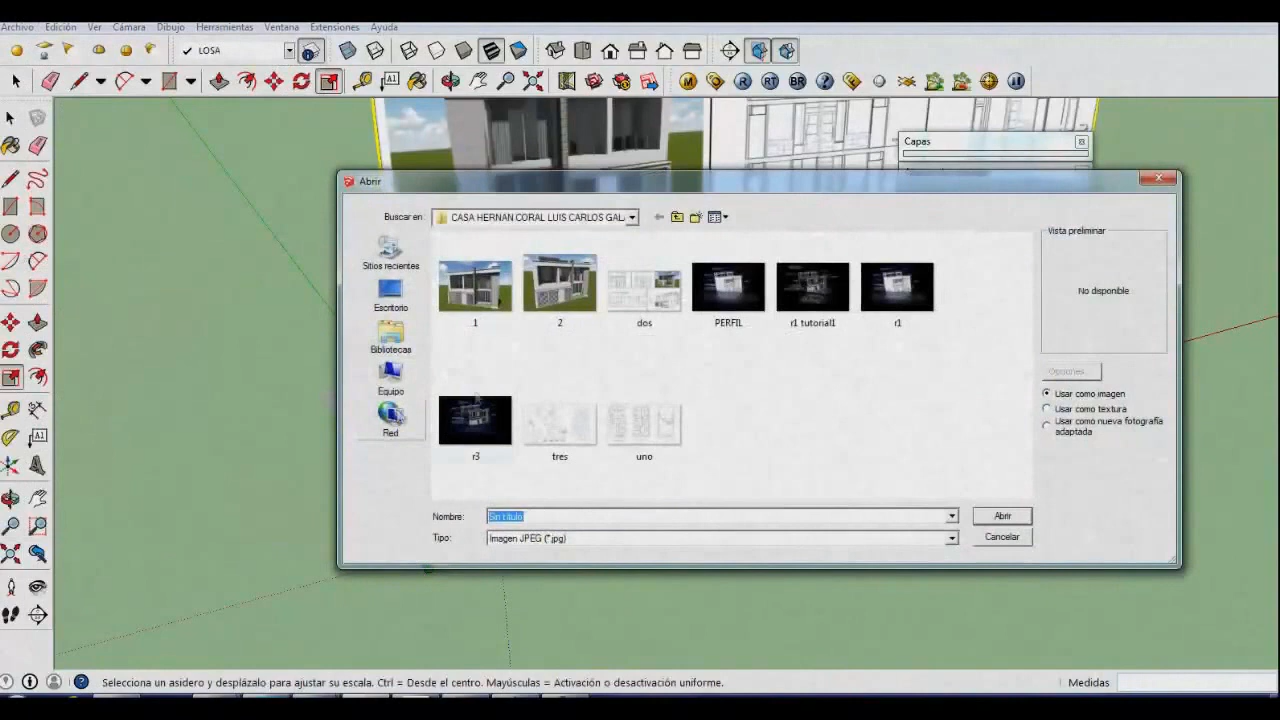 Archivo Edición Ver Cámara Dibujo Herramientas Ventana Extensiones Ayuda
LOSA
A1
M R RT BR
Capas
Abrir
Buscar en: CASA HERNAN CORAL LUIS CARLOS GAL
Vista preliminar
Sitios recientes
No disponible
Escritorio
1 2 dos PERFIL r1 tutorial1 r1
Bibliotecas
Opciones...
Equipo
Usar como imagen
Usar como textura
Usar como nueva fotografía
adaptada
Red
A1
r3 tres uno
Nombre: Sin título Abrir
Tipo: Imagen JPEG (*.jpg) Cancelar
Selecciona un asidero y desplázalo para ajustar su escala. Ctrl = Desde el centro. Mayúsculas = Activación o desactivación uniforme. Medidas